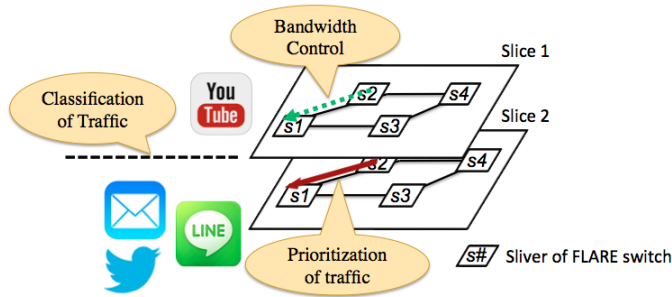 Bandwidth
Control
Slice 1
Classification
of Traffic
You
Tube
s2
s4
s1
s3
Slice 2
s2
s4
s1
s3
LINE
Prioritization
of traffic
s# Sliver of FLARE switch